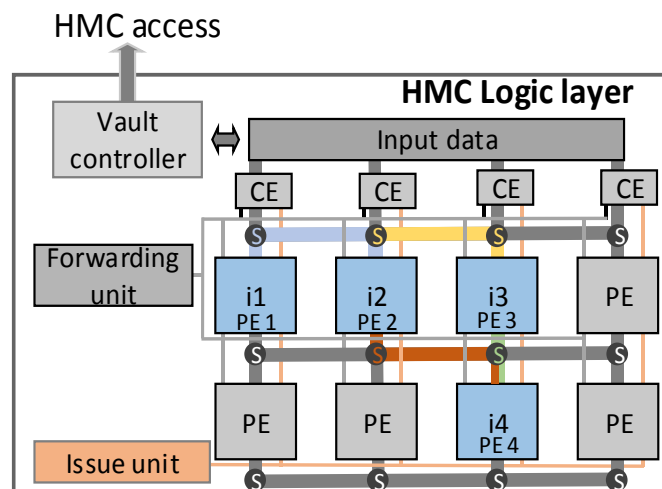 HMC access
HMC Logic layer
Vault
controller
Input data
CE CE CE CE
S S S S
Forwarding
unit
i1 i2 i3 PE
PE 1 PE 2 PE 3
S S S S
PE PE i4 PE
PE 4
Issue unit
S S S S